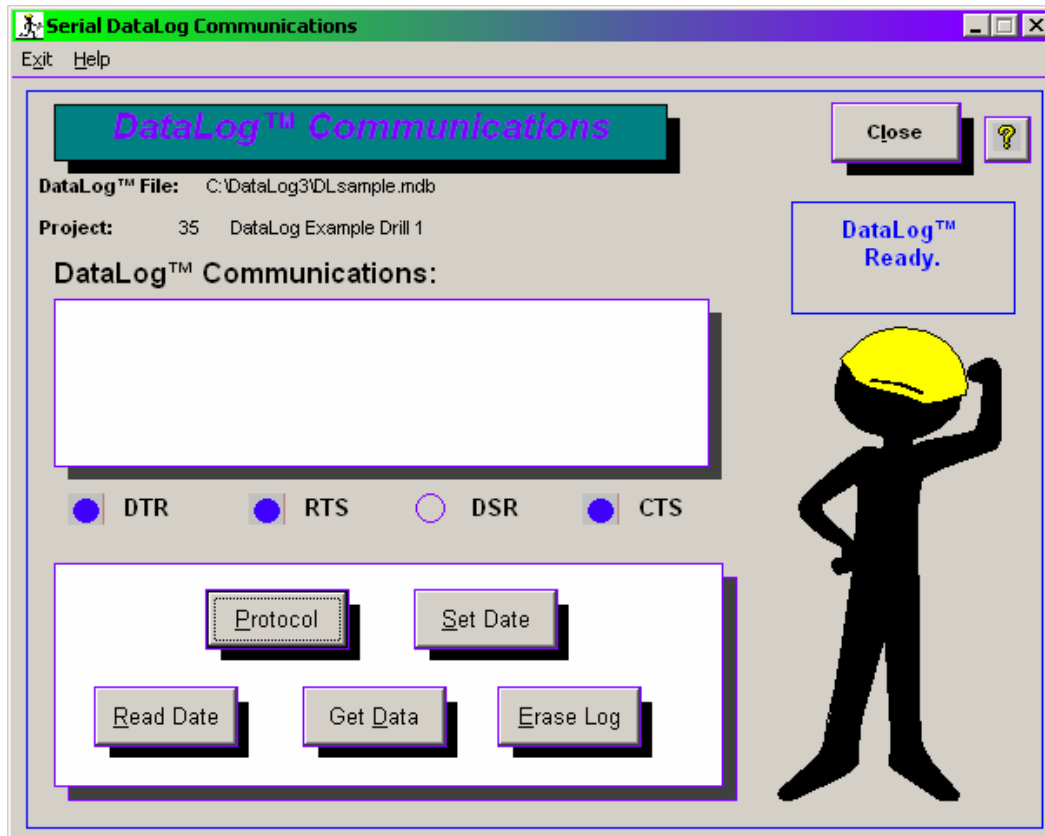 Serial DataLog Communications
Exit Help
DataLog™ Communications
Close
?
DataLog™ File: C:\DataLog3\DLsample.mdb
Project: 35 DataLog Example Drill 1
DataLog™
Ready.
DataLog™ Communications:
DTR RTS DSR CTS
Protocol Set Date
Read Date Get Data Erase Log